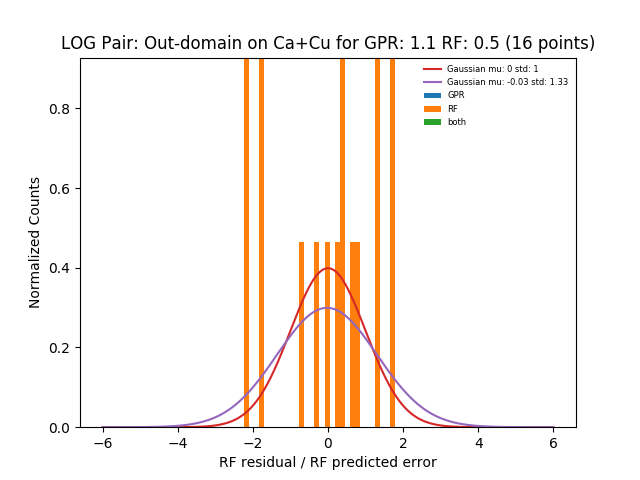 LOG Pair: Out-domain on Ca+Cu for GPR: 1.1 RF: 0.5 (16 points)
Gaussian mu: 0 std: 1
Gaussian mu: -0.03 std: 1.33
GPR
RF
both
Normalized Counts
0.8
0.6
0.4
0.2
0.0
−6 −4 −2 0 2 4 6
RF residual / RF predicted error